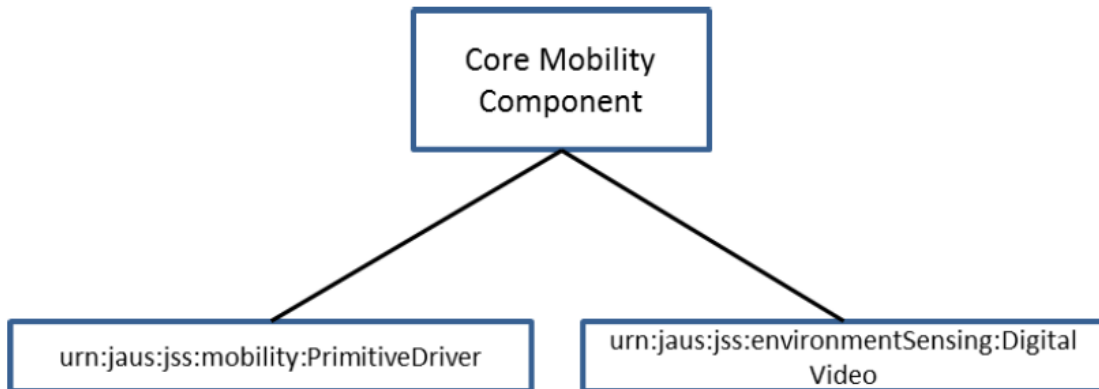 Core Mobility
Component
urn:jaus:jss:mobility:PrimitiveDriver
urn:jaus:jss:environmentSensing:Digital
Video